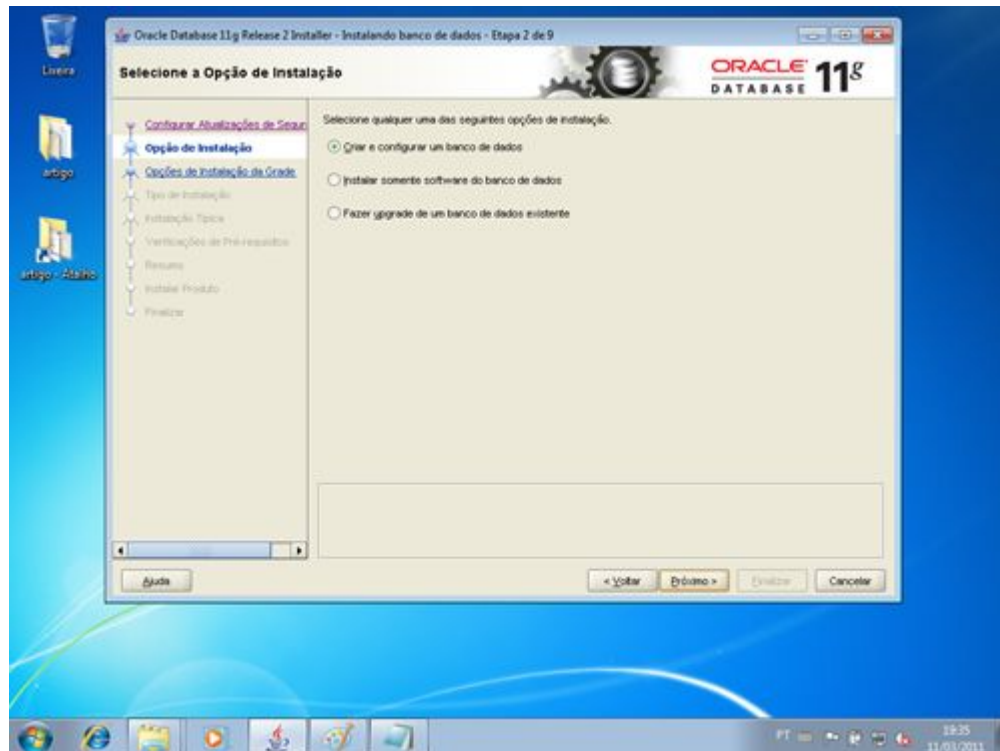 Lixeira
artigo
artigo - Atalho
Oracle Database 11g Release 2 Installer - Instalando banco de dados - Etapa 2 de 9
Selecione a Opção de Instalação
ORACLE
DATABASE
11g
Configurar Atualizações de Segur
Opção de Instalação
Opções de Instalação da Grade
Tipo de Instalação
Instalação Típica
Verificações de Pré-requisitos
Resumo
Instalar Produto
Finalizar
Selecione qualquer uma das seguintes opções de instalação.
Criar e configurar um banco de dados
Instalar somente software do banco de dados
Fazer upgrade de um banco de dados existente
Ajuda
< Voltar
Próximo >
Finalizar
Cancelar
PT
19:35
11/03/2011